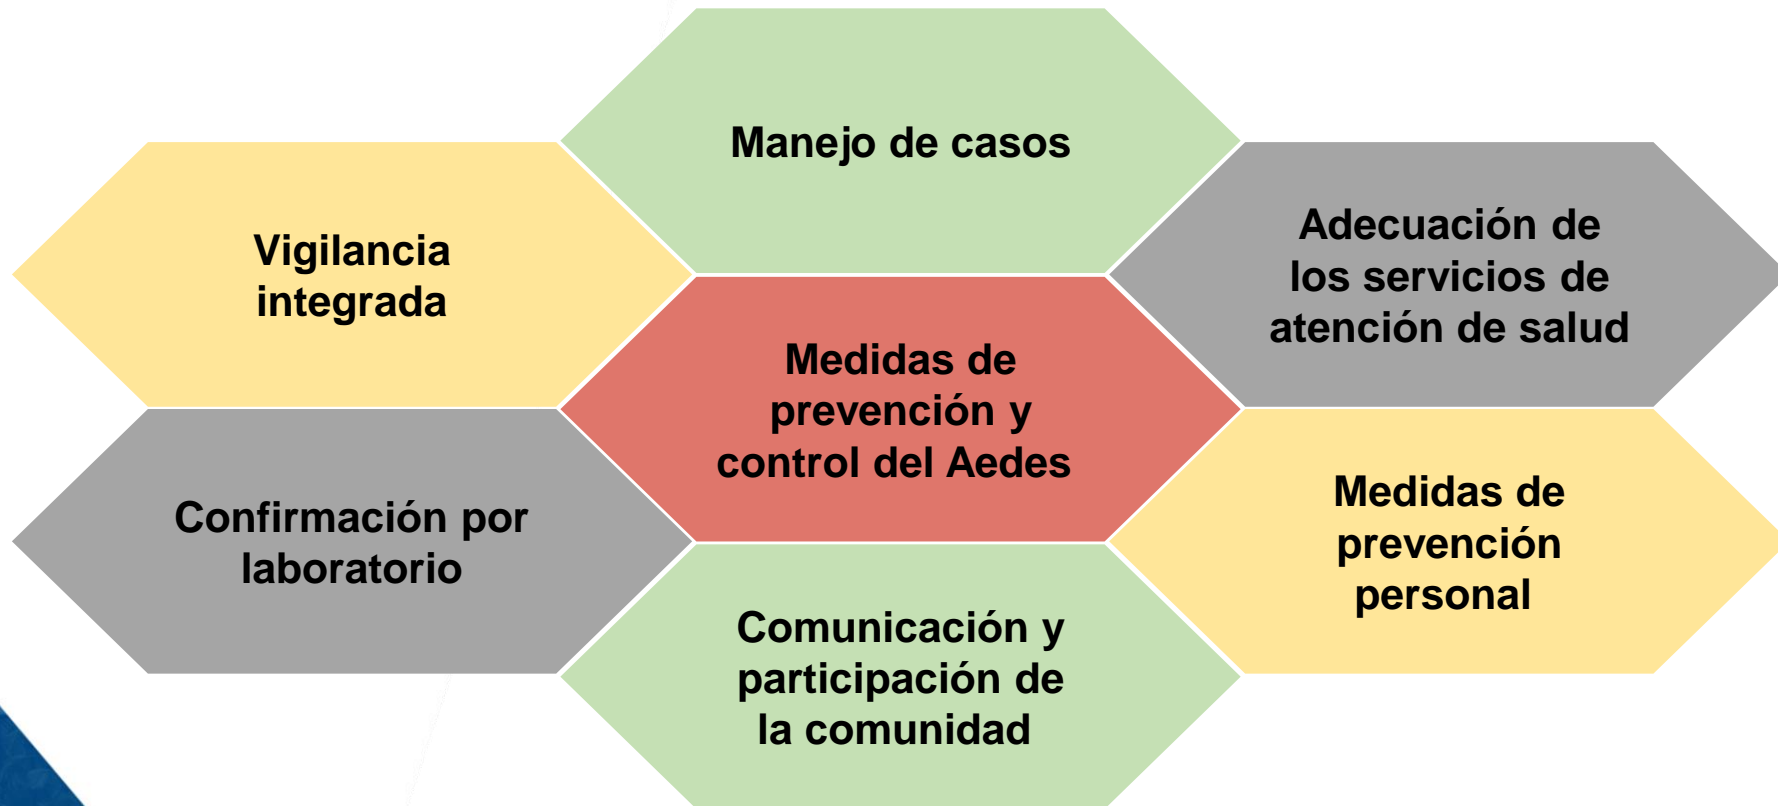 Manejo de casos
Vigilancia
integrada
Adecuación de
los servicios de
atención de salud
Medidas de
prevención y
control del Aedes
Confirmación por
laboratorio
Medidas de
prevención
personal
Comunicación y
participación de
la comunidad